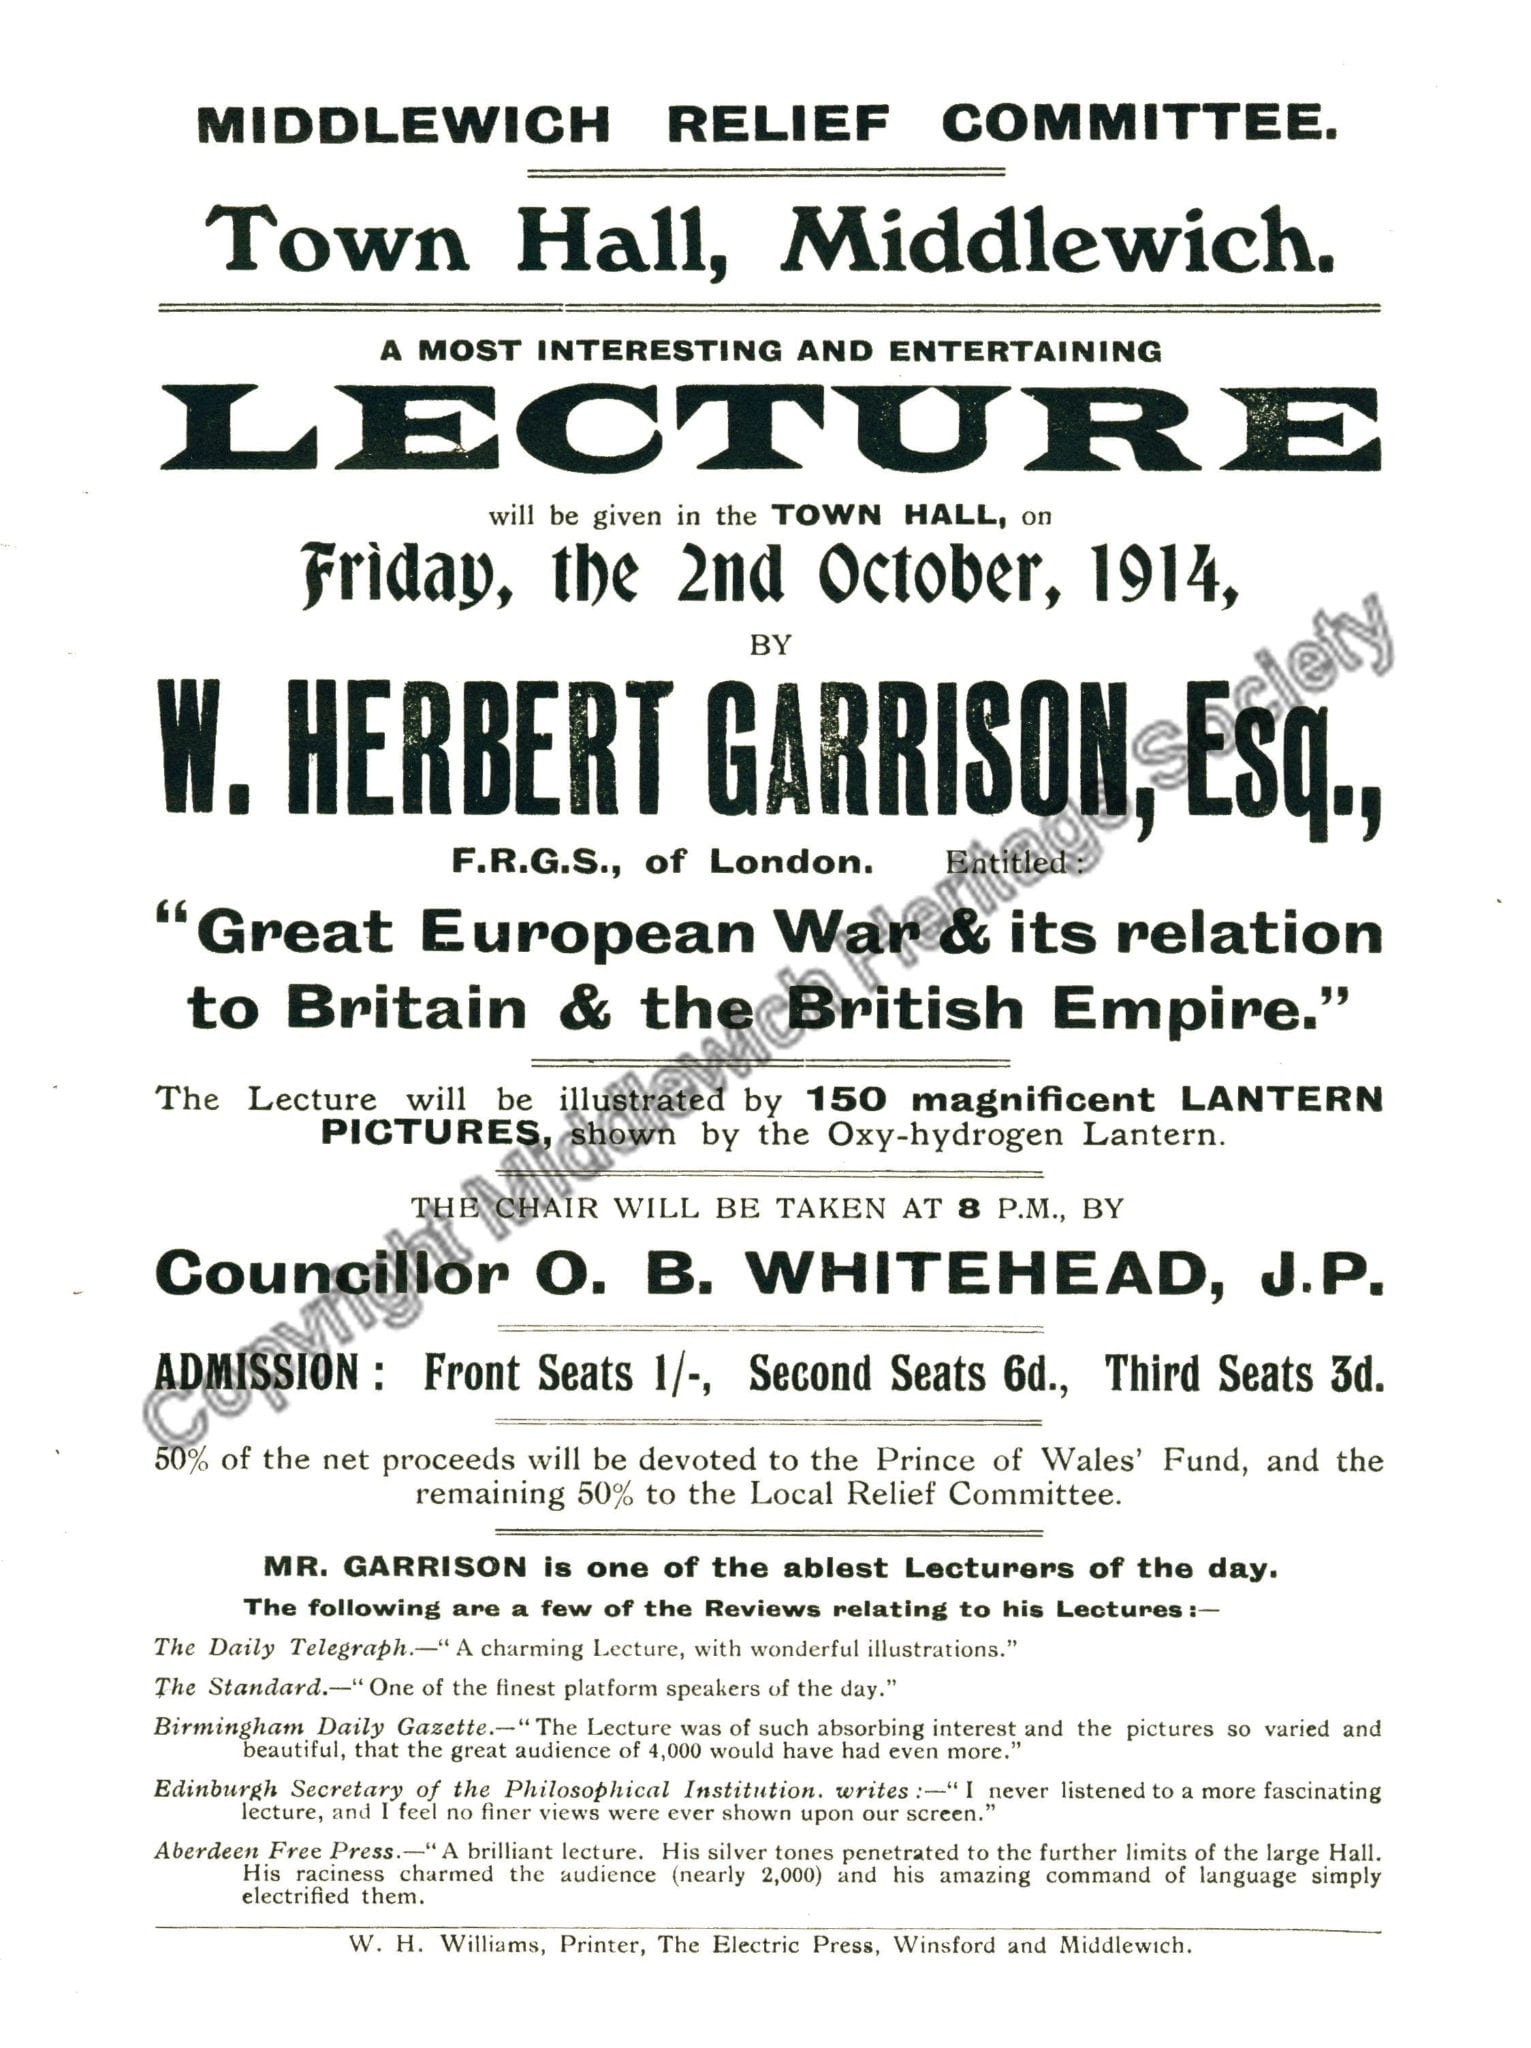 MIDDLEWICH RELIEF COMMITTEE.
Town Hall, Middlewich.
A MOST INTERESTING AND ENTERTAINING
LECTURE
will be given in the TOWN HALL, on
Friday, the 2nd October, 1914,
BY
W. HERBERT GARRISON, Esq.,
F.R.G.S., of London. Entitled:
“Great European War & its relation
to Britain & the British Empire.”
The Lecture will be illustrated by 150 magnificent LANTERN
PICTURES, shown by the Oxy-hydrogen Lantern.
THE CHAIR WILL BE TAKEN AT 8 P.M., BY
Councillor O. B. WHITEHEAD, J.P.
ADMISSION: Front Seats 1/-, Second Seats 6d., Third Seats 3d.
50% of the net proceeds will be devoted to the Prince of Wales’ Fund, and the
remaining 50% to the Local Relief Committee.
MR. GARRISON is one of the ablest Lecturers of the day.
The following are a few of the Reviews relating to his Lectures:—
The Daily Telegraph.—“A charming Lecture, with wonderful illustrations.”
The Standard.—“One of the finest platform speakers of the day.”
Birmingham Daily Gazette.—“The Lecture was of such absorbing interest and the pictures so varied and
beautiful, that the great audience of 4,000 would have had even more.”
Edinburgh Secretary of the Philosophical Institution. writes:—“I never listened to a more fascinating
lecture, and I feel no finer views were ever shown upon our screen.”
Aberdeen Free Press.—“A brilliant lecture. His silver tones penetrated to the further limits of the large Hall.
His raciness charmed the audience (nearly 2,000) and his amazing command of language simply
electrified them.
W. H. Williams, Printer, The Electric Press, Winsford and Middlewich.
Copyright Middlewich Heritage Society